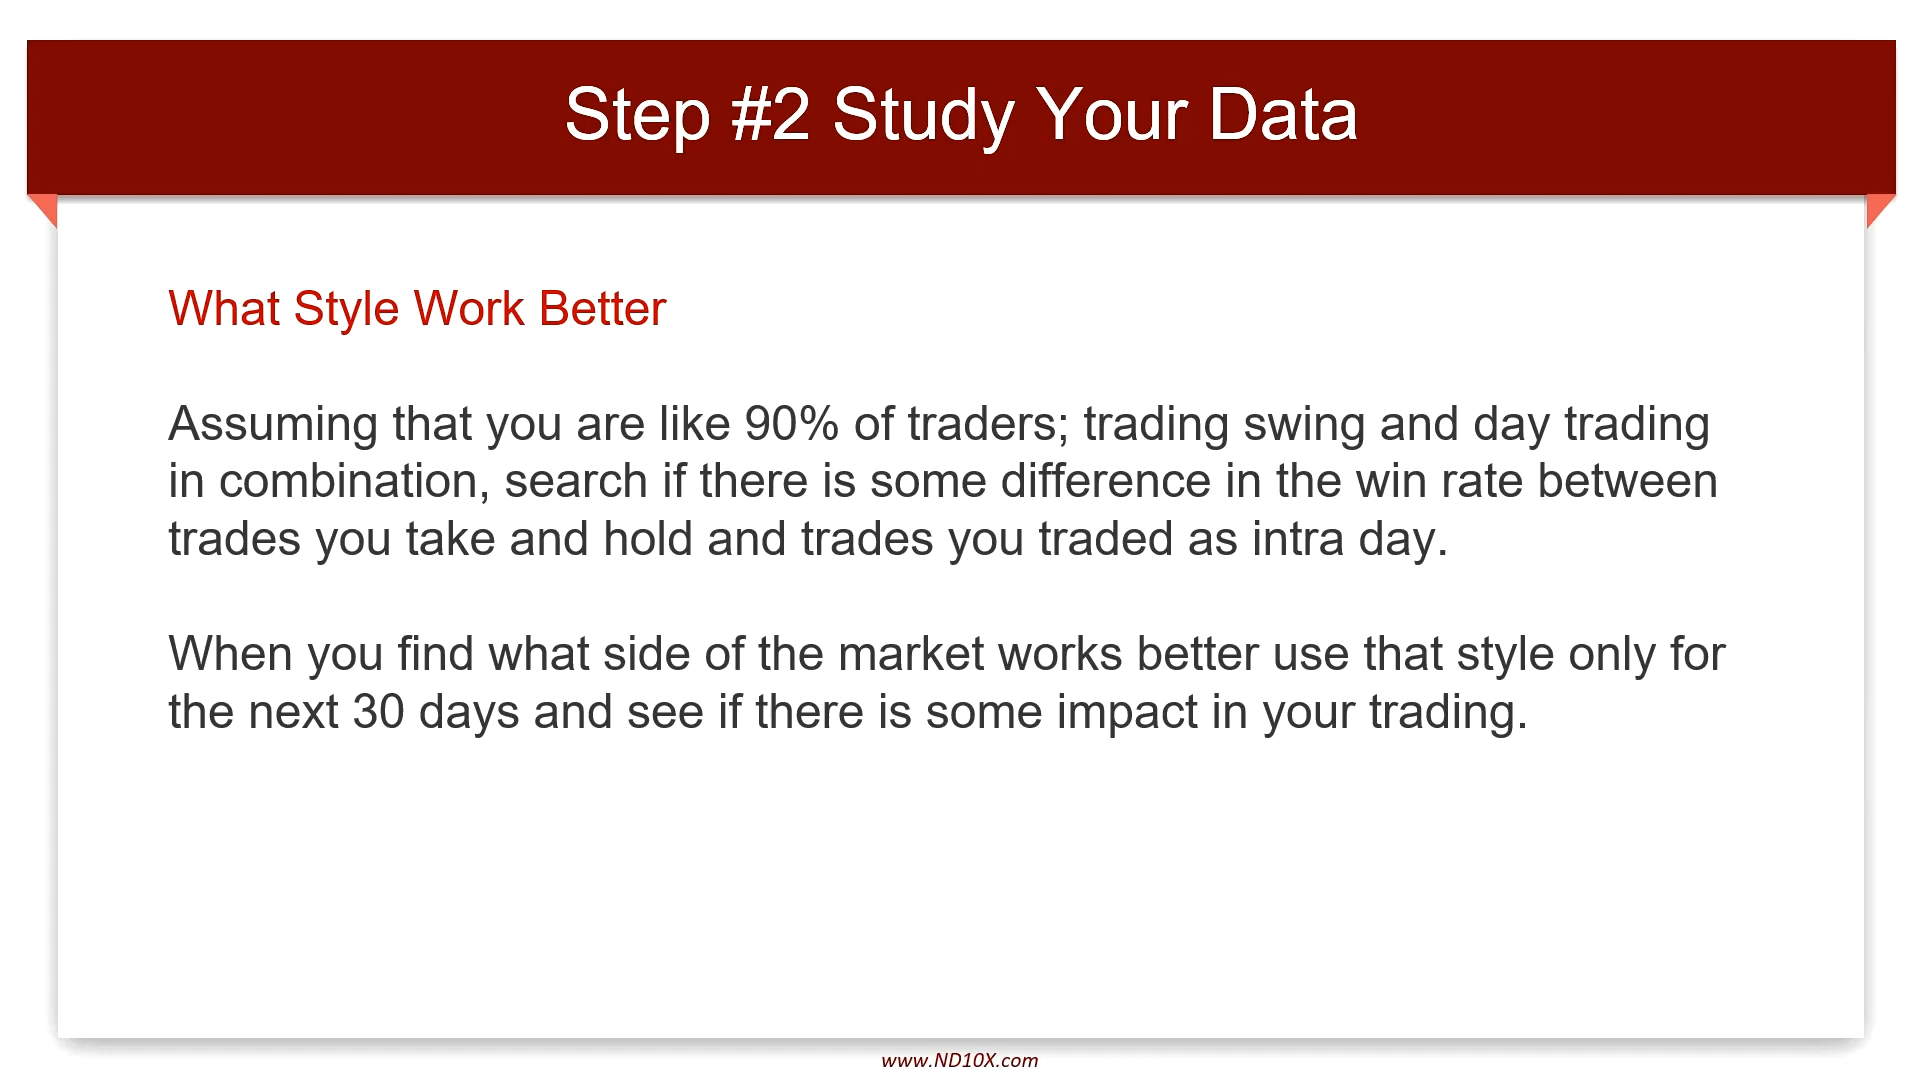 Step #2 Study Your Data
What Style Work Better
Assuming that you are like 90% of traders; trading swing and day trading
in combination, search if there is some difference in the win rate between
trades you take and hold and trades you traded as intra day.
When you find what side of the market works better use that style only for
the next 30 days and see if there is some impact in your trading.
www.ND10X.com